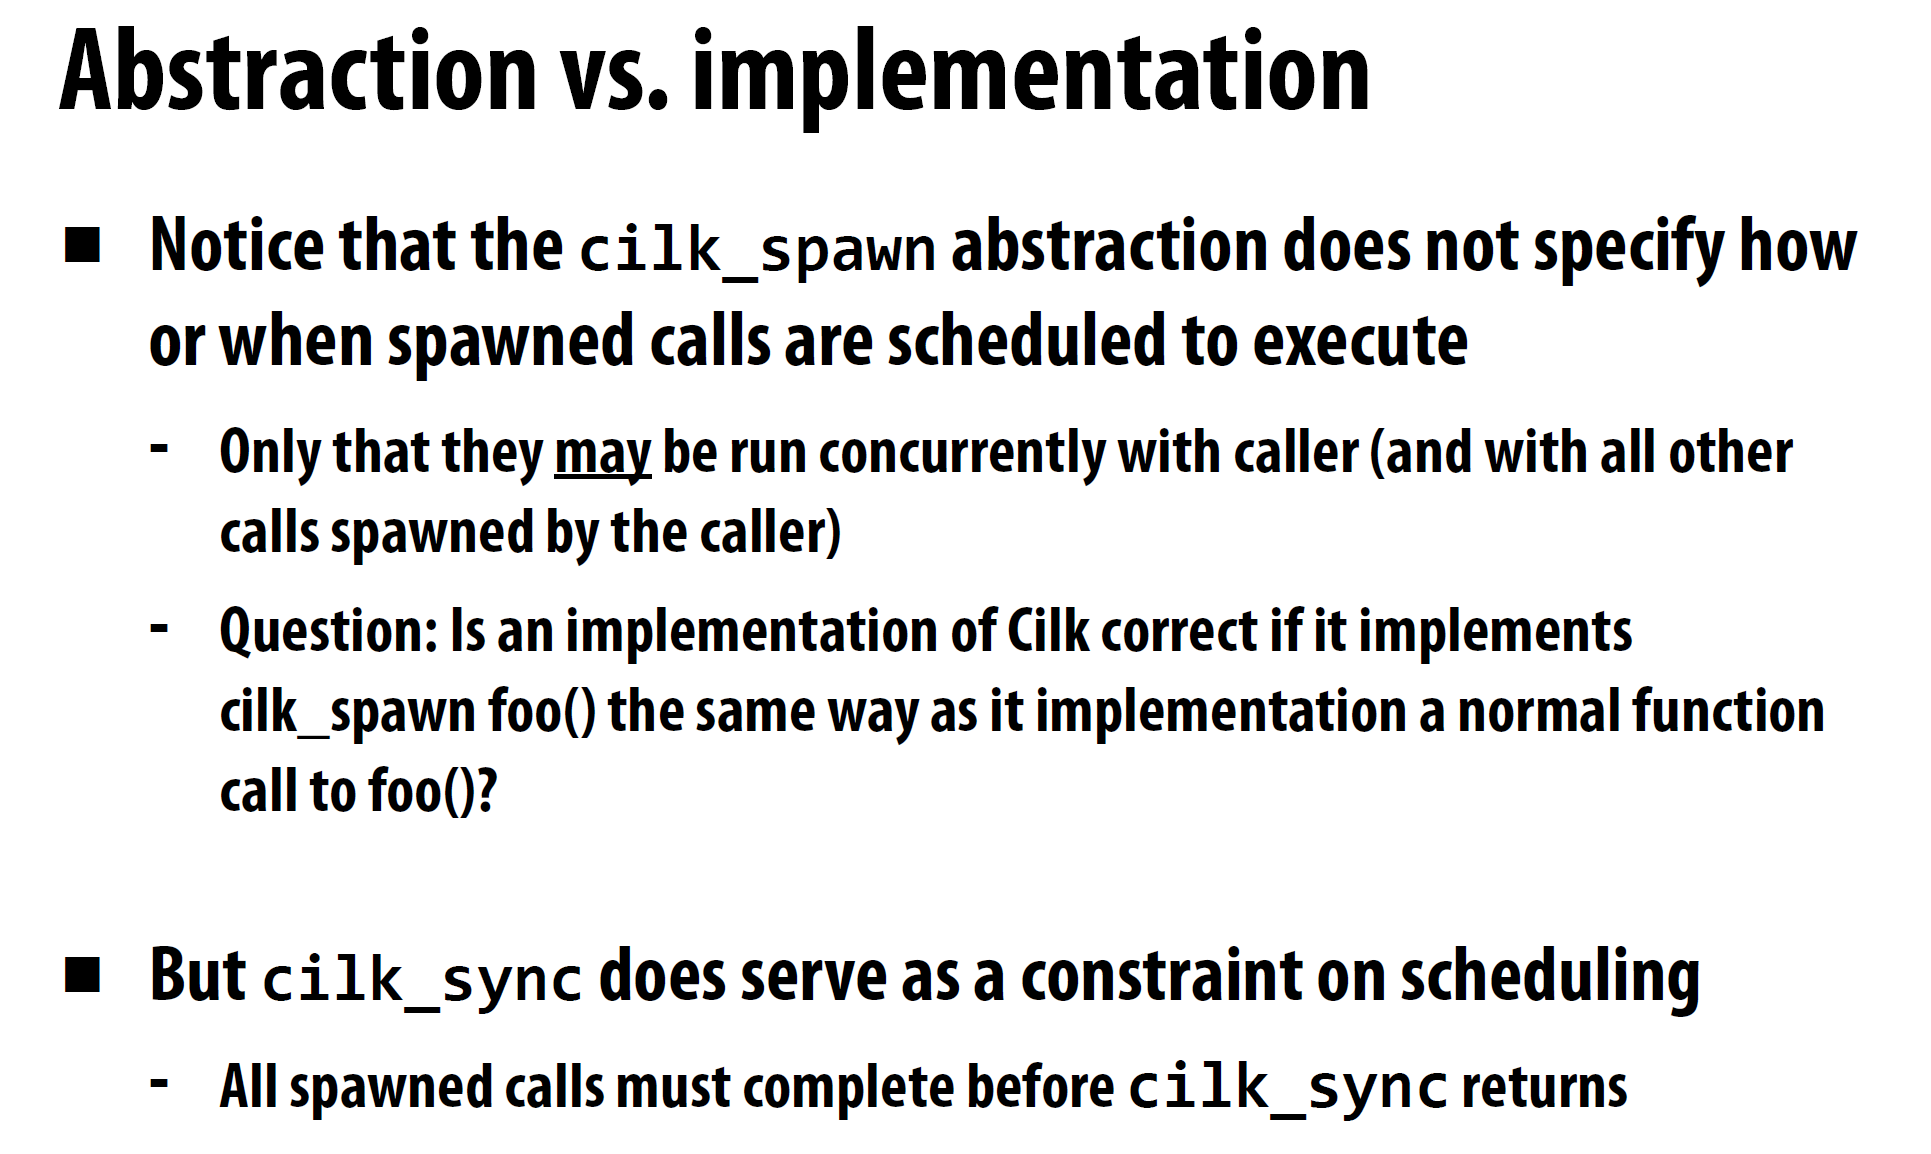 Abstraction vs. implementation
■ Notice that the cilk_spawn abstraction does not specify how
or when spawned calls are scheduled to execute
- Only that they may be run concurrently with caller (and with all other
calls spawned by the caller)
- Question: Is an implementation of Cilk correct if it implements
cilk_spawn foo() the same way as it implementation a normal function
call to foo()?
■ But cilk_sync does serve as a constraint on scheduling
- All spawned calls must complete before cilk_sync returns